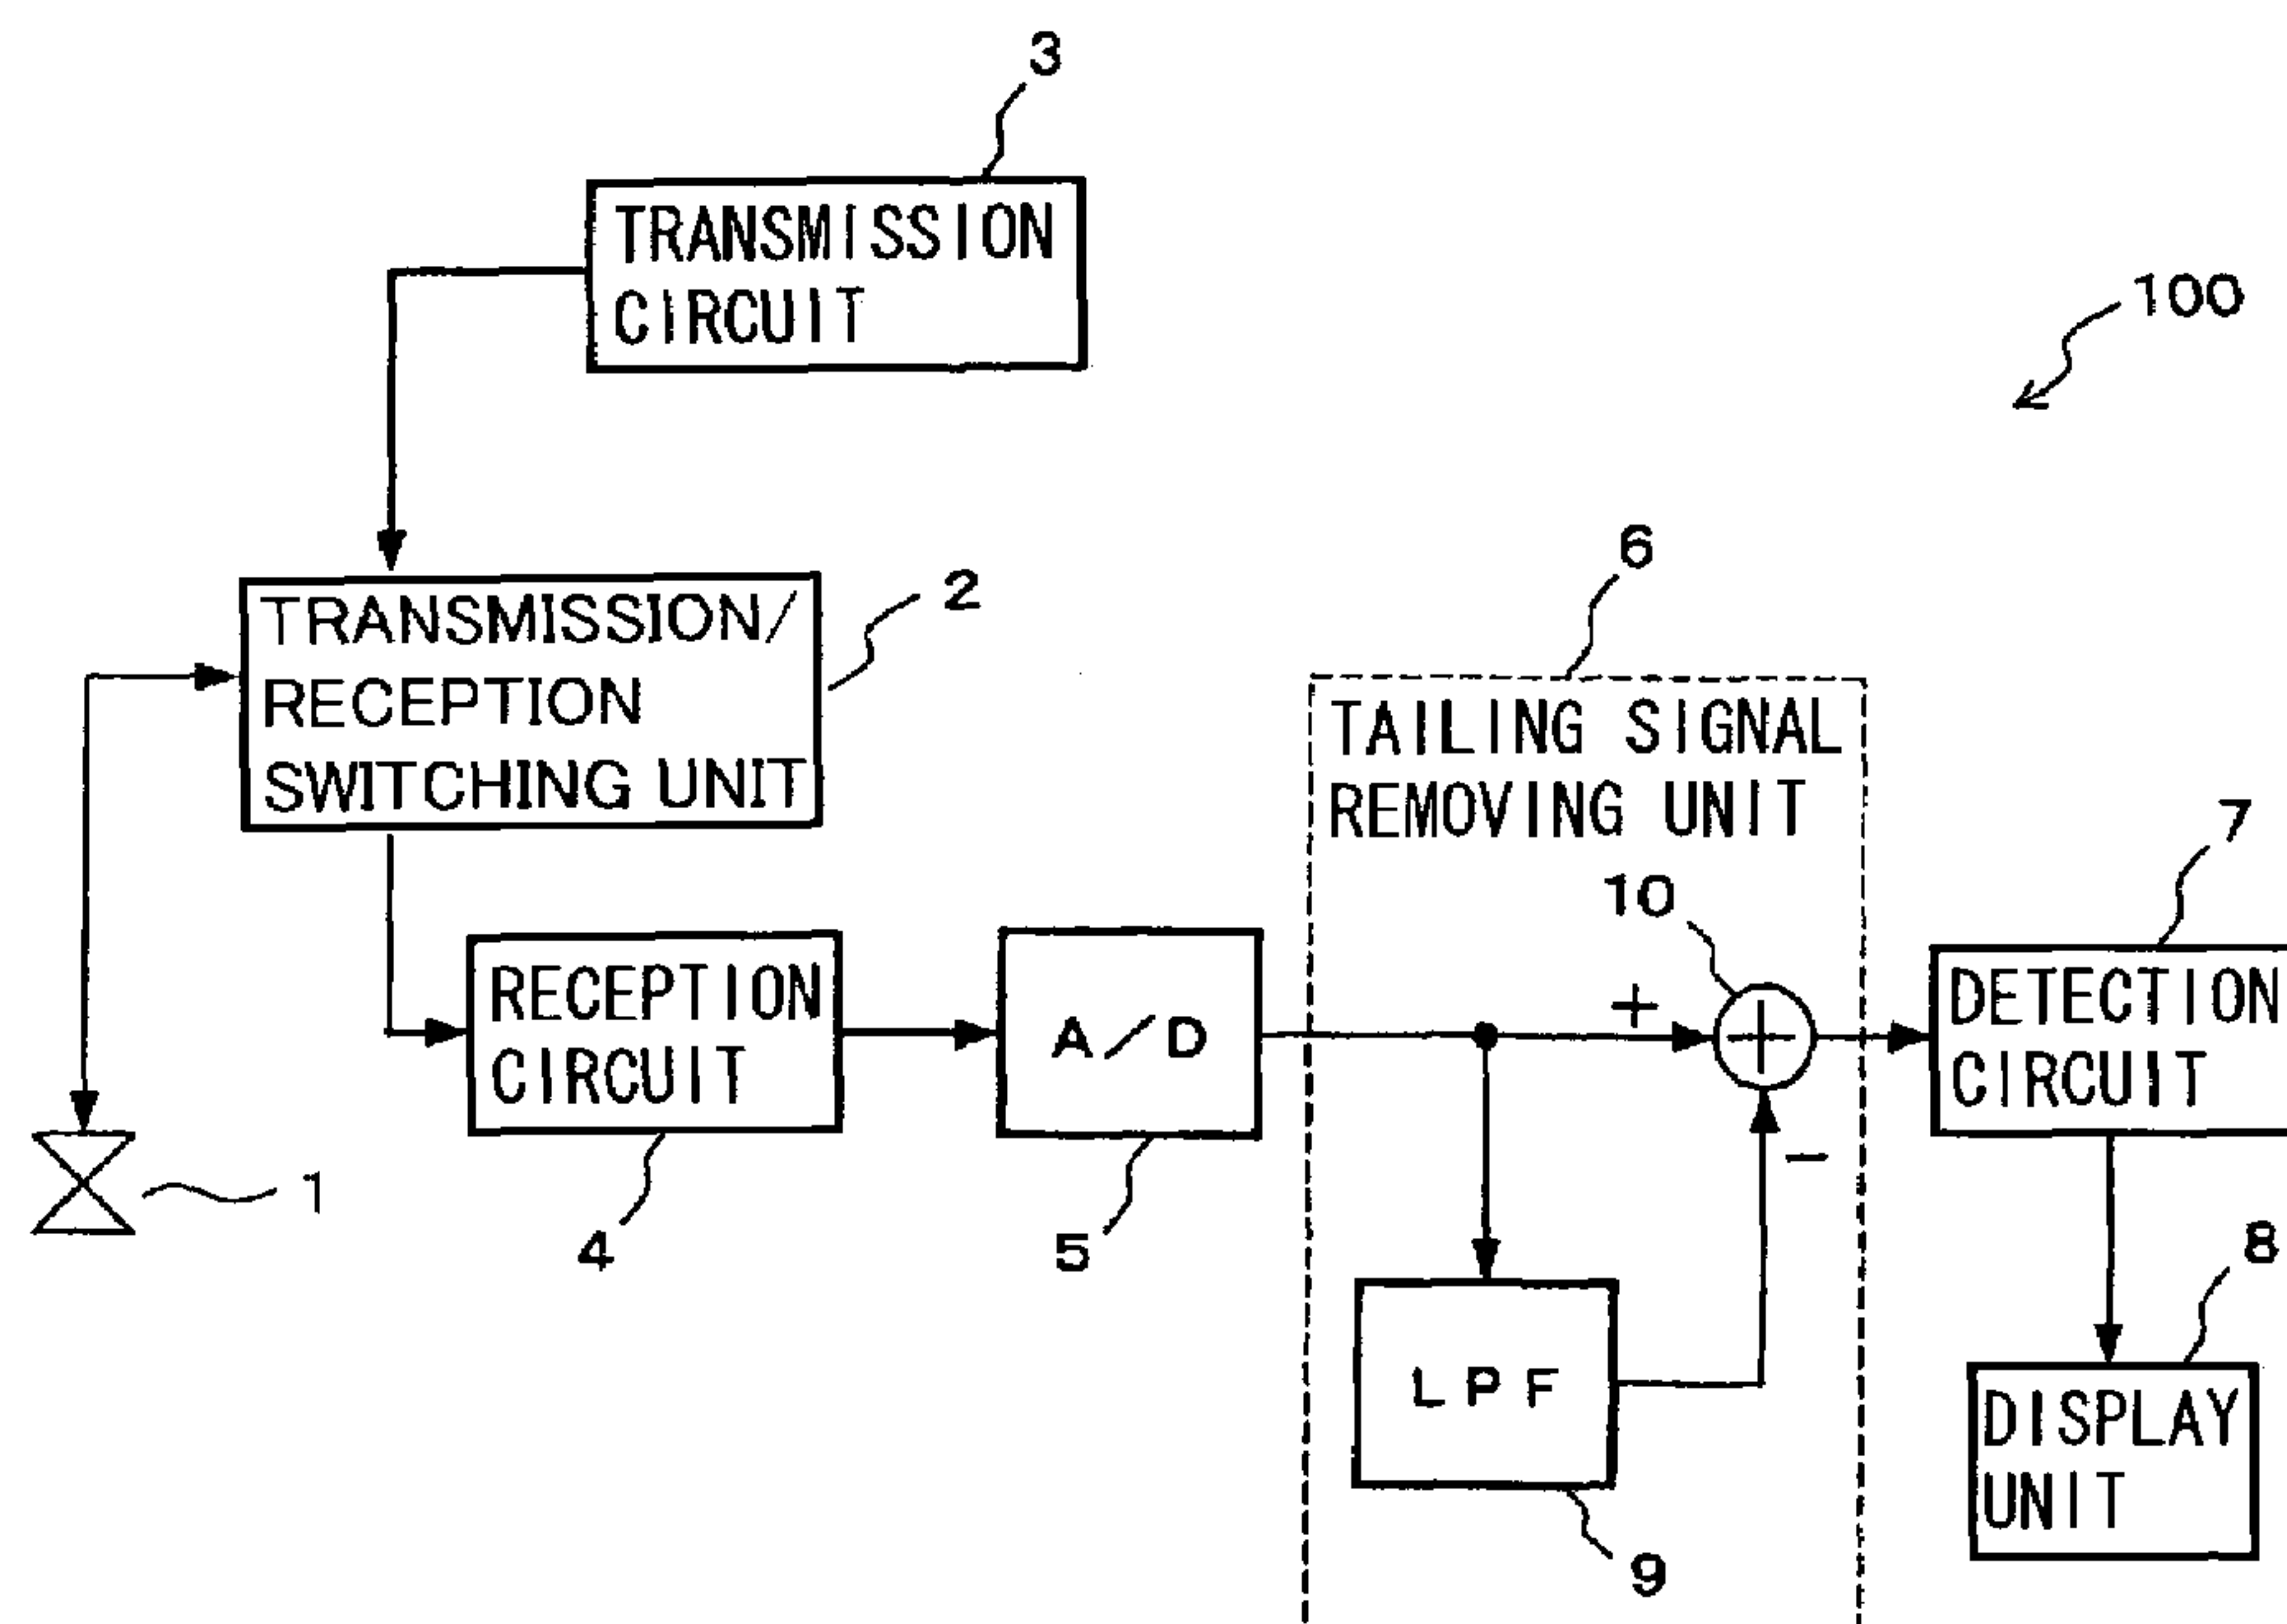 3
TRANSMISSION
CIRCUIT
100
TRANSMISSION/
RECEPTION
SWITCHING UNIT
2
6
TAILING SIGNAL
REMOVING UNIT
7
10
RECEPTION
CIRCUIT
A/D
+
DETECTION
CIRCUIT
−
1
4
5
8
LPF
DISPLAY
UNIT
9